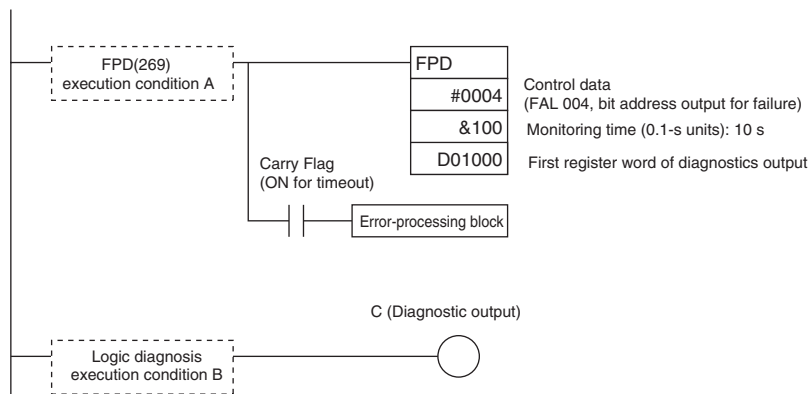 FPD(269)
execution condition A
FPD
#0004
Control data
(FAL 004, bit address output for failure)
&100
Monitoring time (0.1-s units): 10 s
D01000
First register word of diagnostics output
Carry Flag
(ON for timeout)
Error-processing block
C (Diagnostic output)
Logic diagnosis
execution condition B